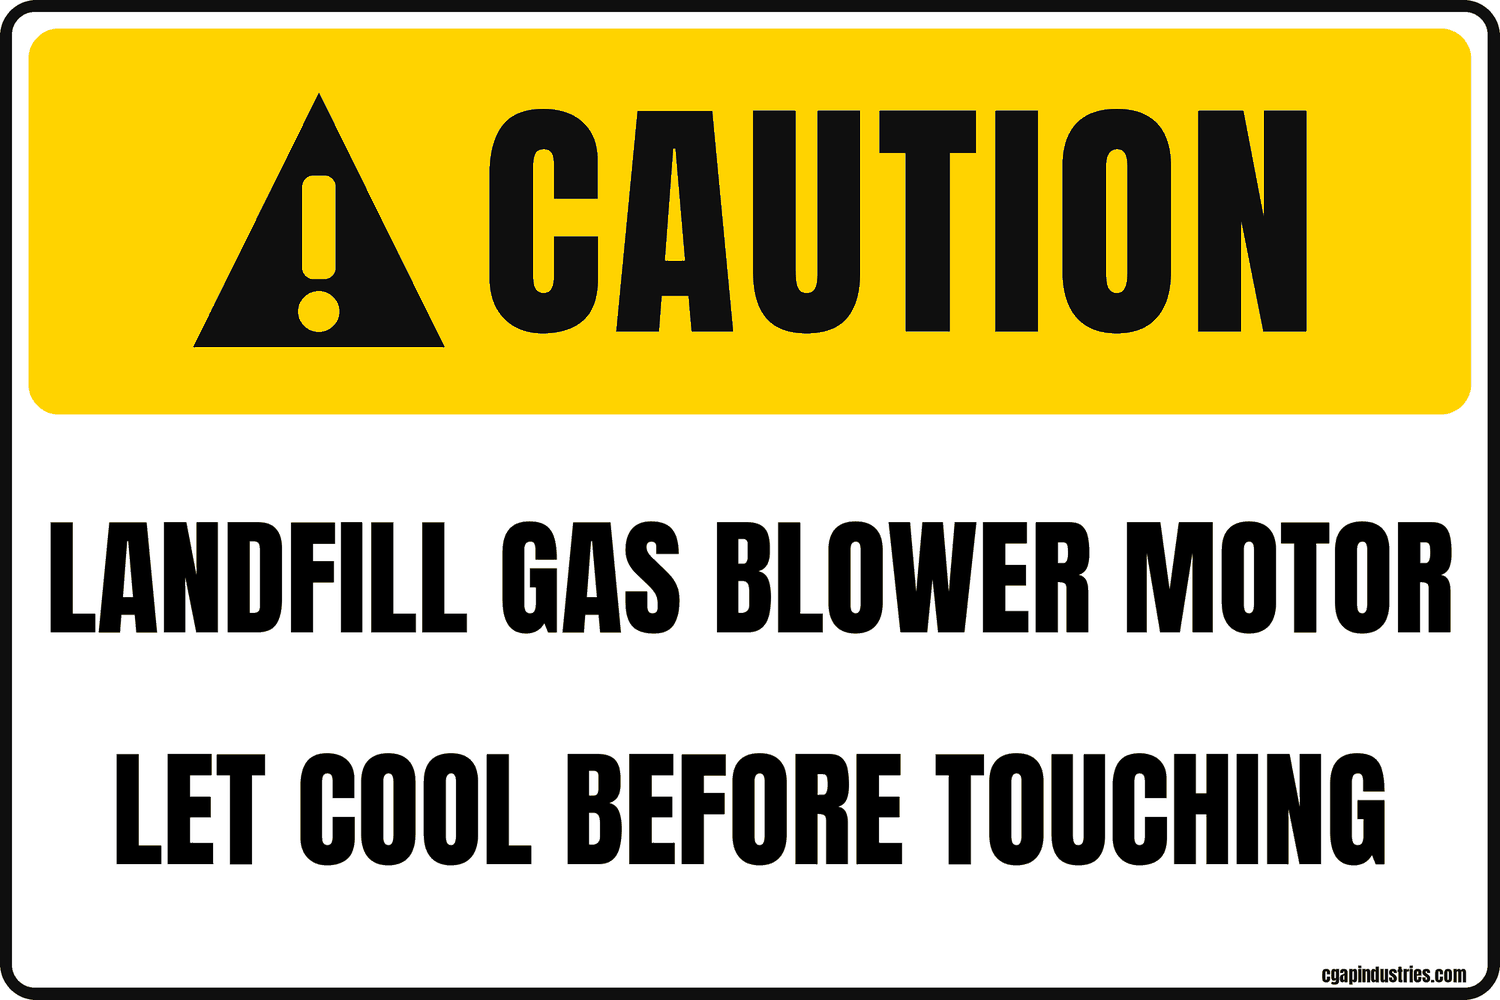 CAUTION
LANDFILL GAS BLOWER MOTOR
LET COOL BEFORE TOUCHING
cgapindustries.com